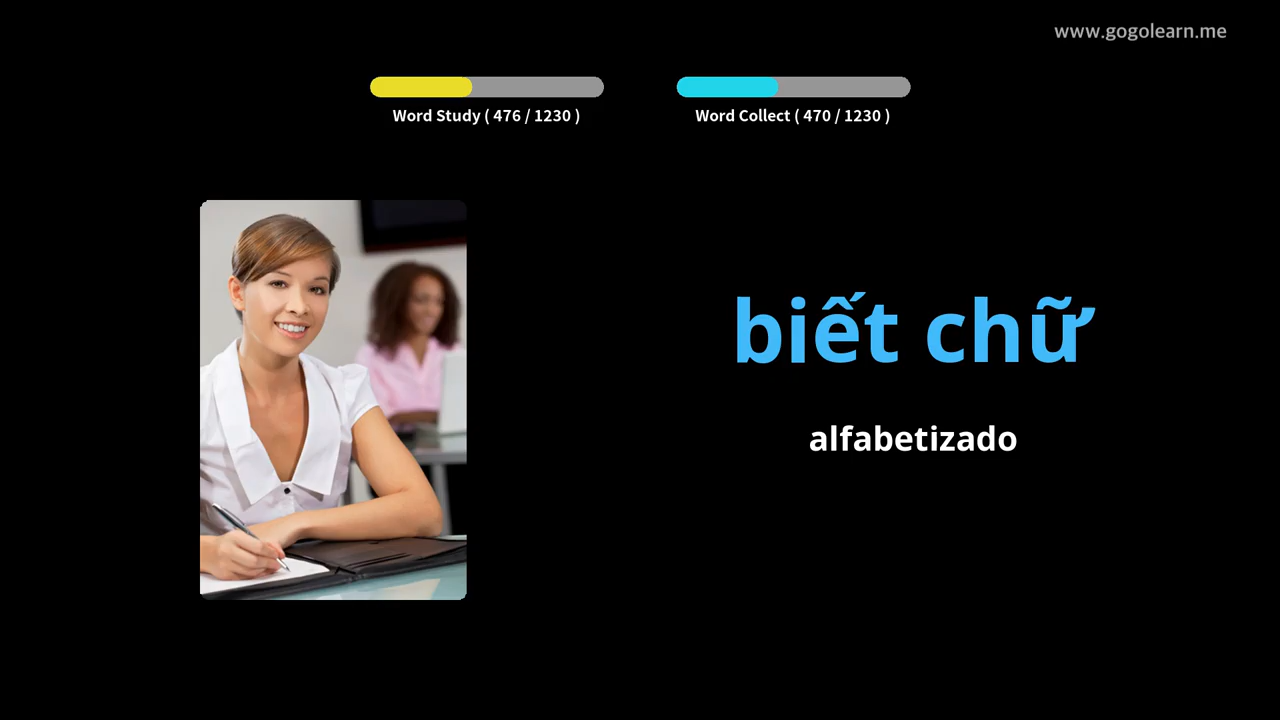 www.gogolearn.me
Word Study ( 476 / 1230 )
Word Collect ( 470 / 1230 )
biết chữ
alfabetizado